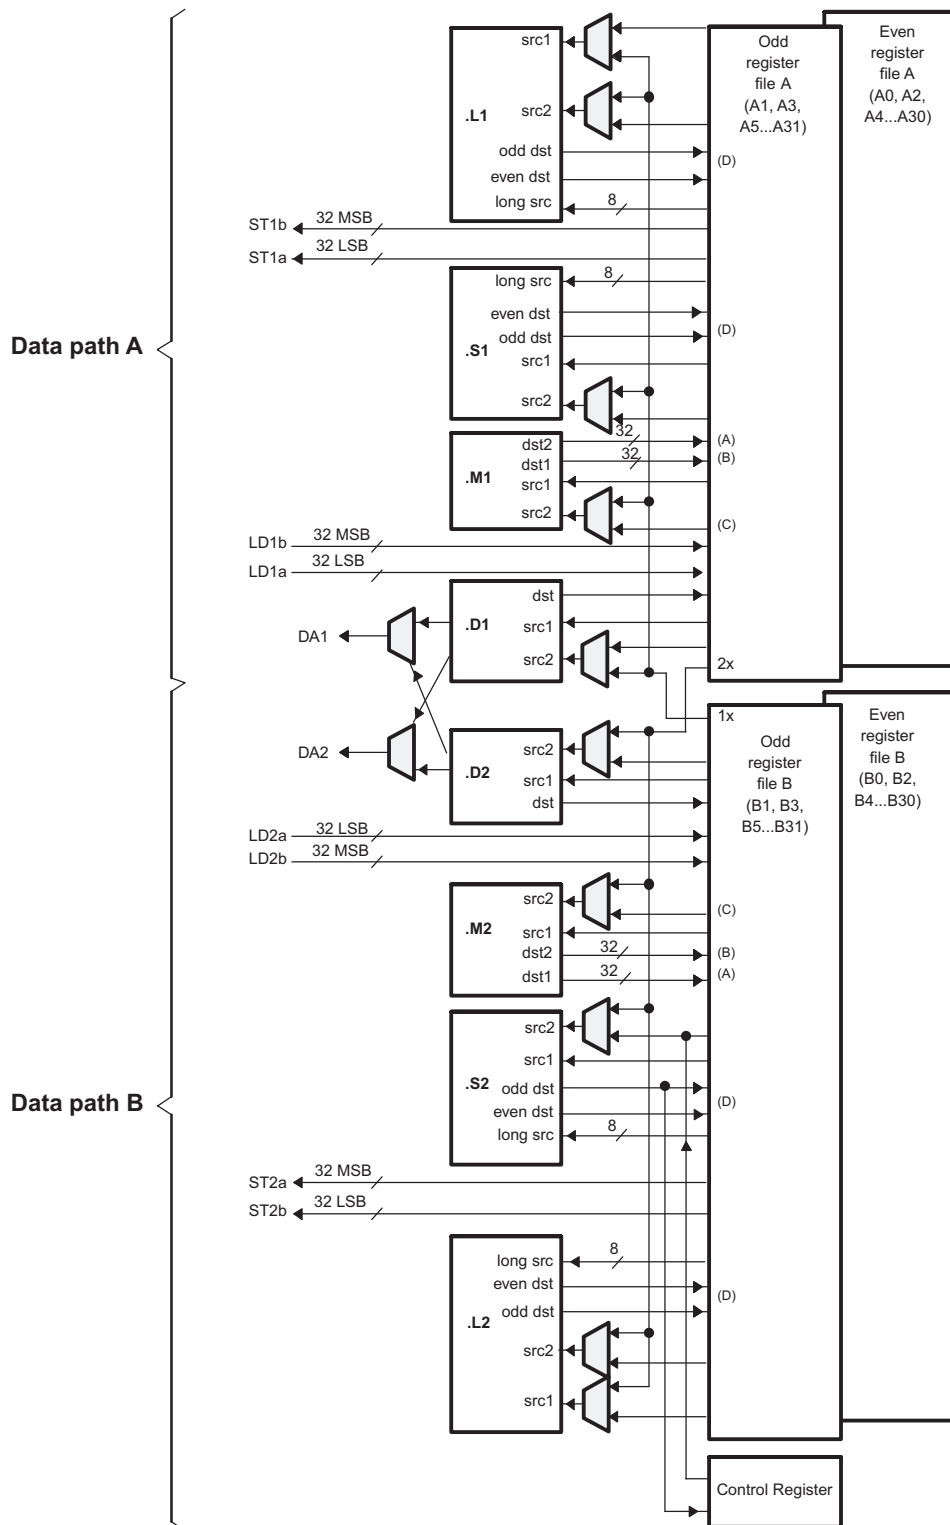 Data path A
.L1
src1
src2
odd dst
even dst
long src
8
ST1b
32 MSB
ST1a
32 LSB
.S1
long src
8
even dst
odd dst
src1
src2
.M1
dst2
32
dst1
32
src1
src2
LD1b
32 MSB
LD1a
32 LSB
.D1
dst
src1
src2
DA1
Odd
register
file A
(A1, A3,
A5...A31)
(D)
(D)
(A)
(B)
(C)
2x
Even
register
file A
(A0, A2,
A4...A30)
Data path B
DA2
.D2
src2
src1
dst
LD2a
32 LSB
LD2b
32 MSB
.M2
src2
src1
dst2
32
dst1
32
.S2
src2
src1
odd dst
even dst
long src
8
ST2a
32 MSB
ST2b
32 LSB
.L2
long src
8
even dst
odd dst
src2
src1
1x
Odd
register
file B
(B1, B3,
B5...B31)
(C)
(B)
(A)
(D)
(D)
Even
register
file B
(B0, B2,
B4...B30)
Control Register